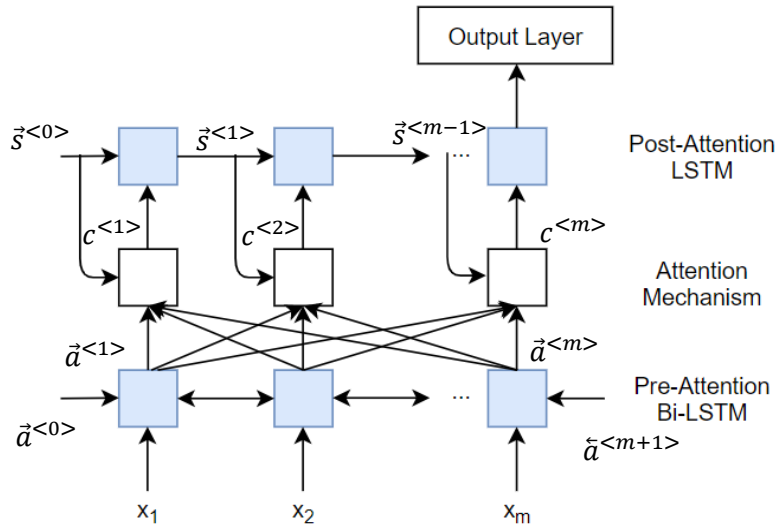 Output Layer
s⃗<0>
s⃗<1>
s⃗<m−1>
...
Post-Attention
LSTM
c<1>
c<2>
c<m>
Attention
Mechanism
a⃗<1>
a⃗<m>
...
Pre-Attention
Bi-LSTM
a⃗<0>
a⃖<m+1>
x1
x2
xm